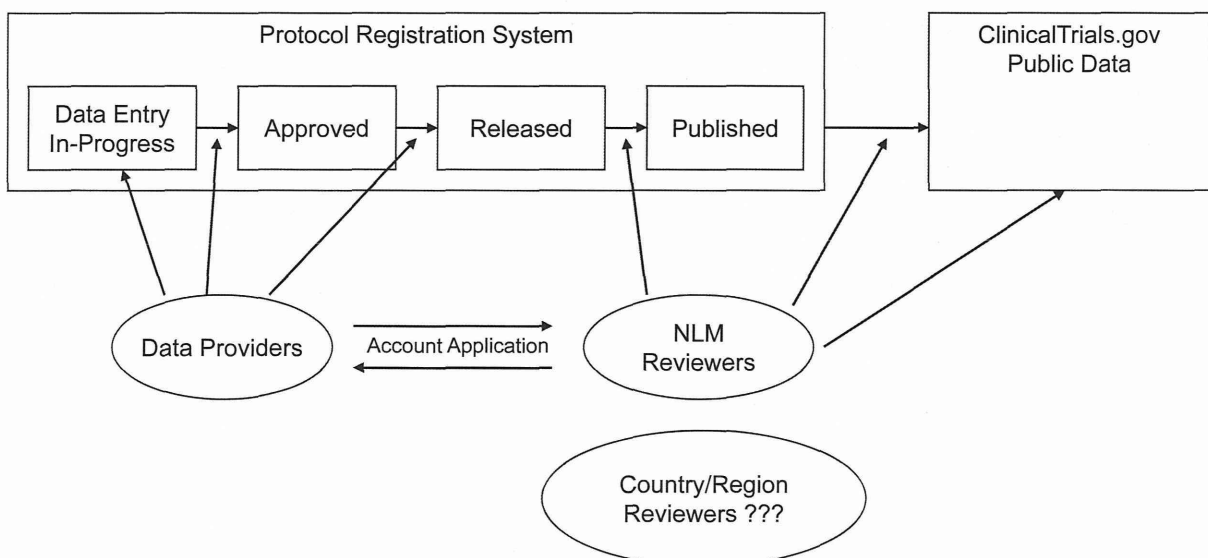 Protocol Registration System
ClinicalTrials.gov
Public Data
Data Entry
In-Progress
Approved
Released
Published
Data Providers
Account Application
NLM
Reviewers
Country/Region
Reviewers ???